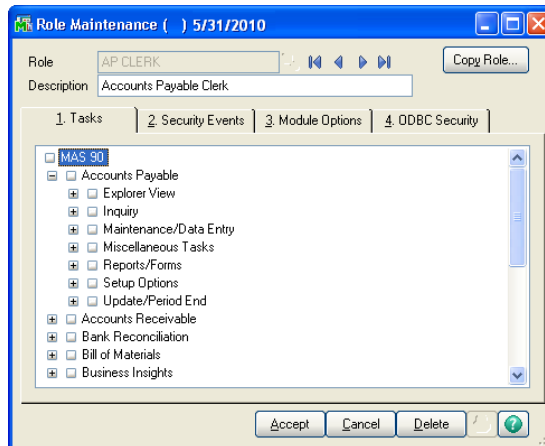 Role Maintenance ( ) 5/31/2010
Role AP CLERK Copy Role...
Description Accounts Payable Clerk
1. Tasks 2. Security Events 3. Module Options 4. ODBC Security
MAS 90
Accounts Payable
Explorer View
Inquiry
Maintenance/Data Entry
Miscellaneous Tasks
Reports/Forms
Setup Options
Update/Period End
Accounts Receivable
Bank Reconciliation
Bill of Materials
Business Insights
Accept Cancel Delete ?